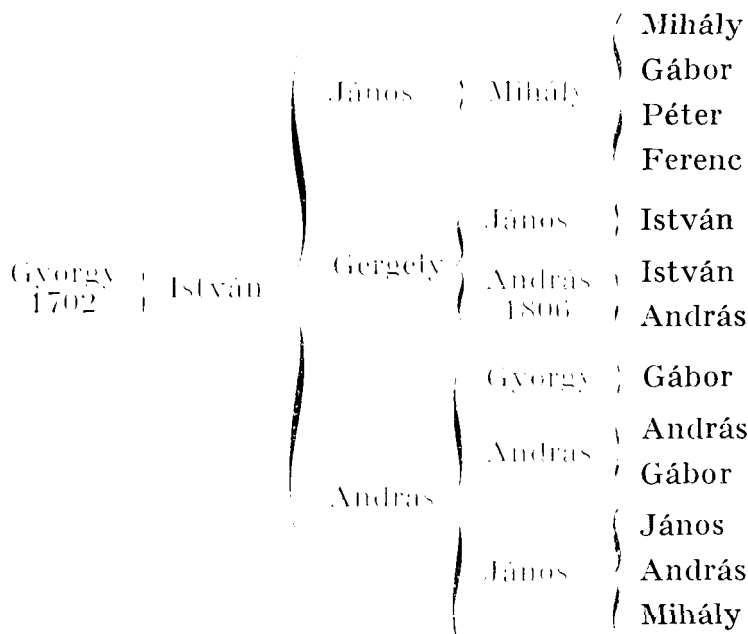 György
1702
István
János
Gergely
András
Mihály
János
András
1806
György
András
János
Mihály
Gábor
Péter
Ferenc
István
István
András
Gábor
András
Gábor
János
András
Mihály